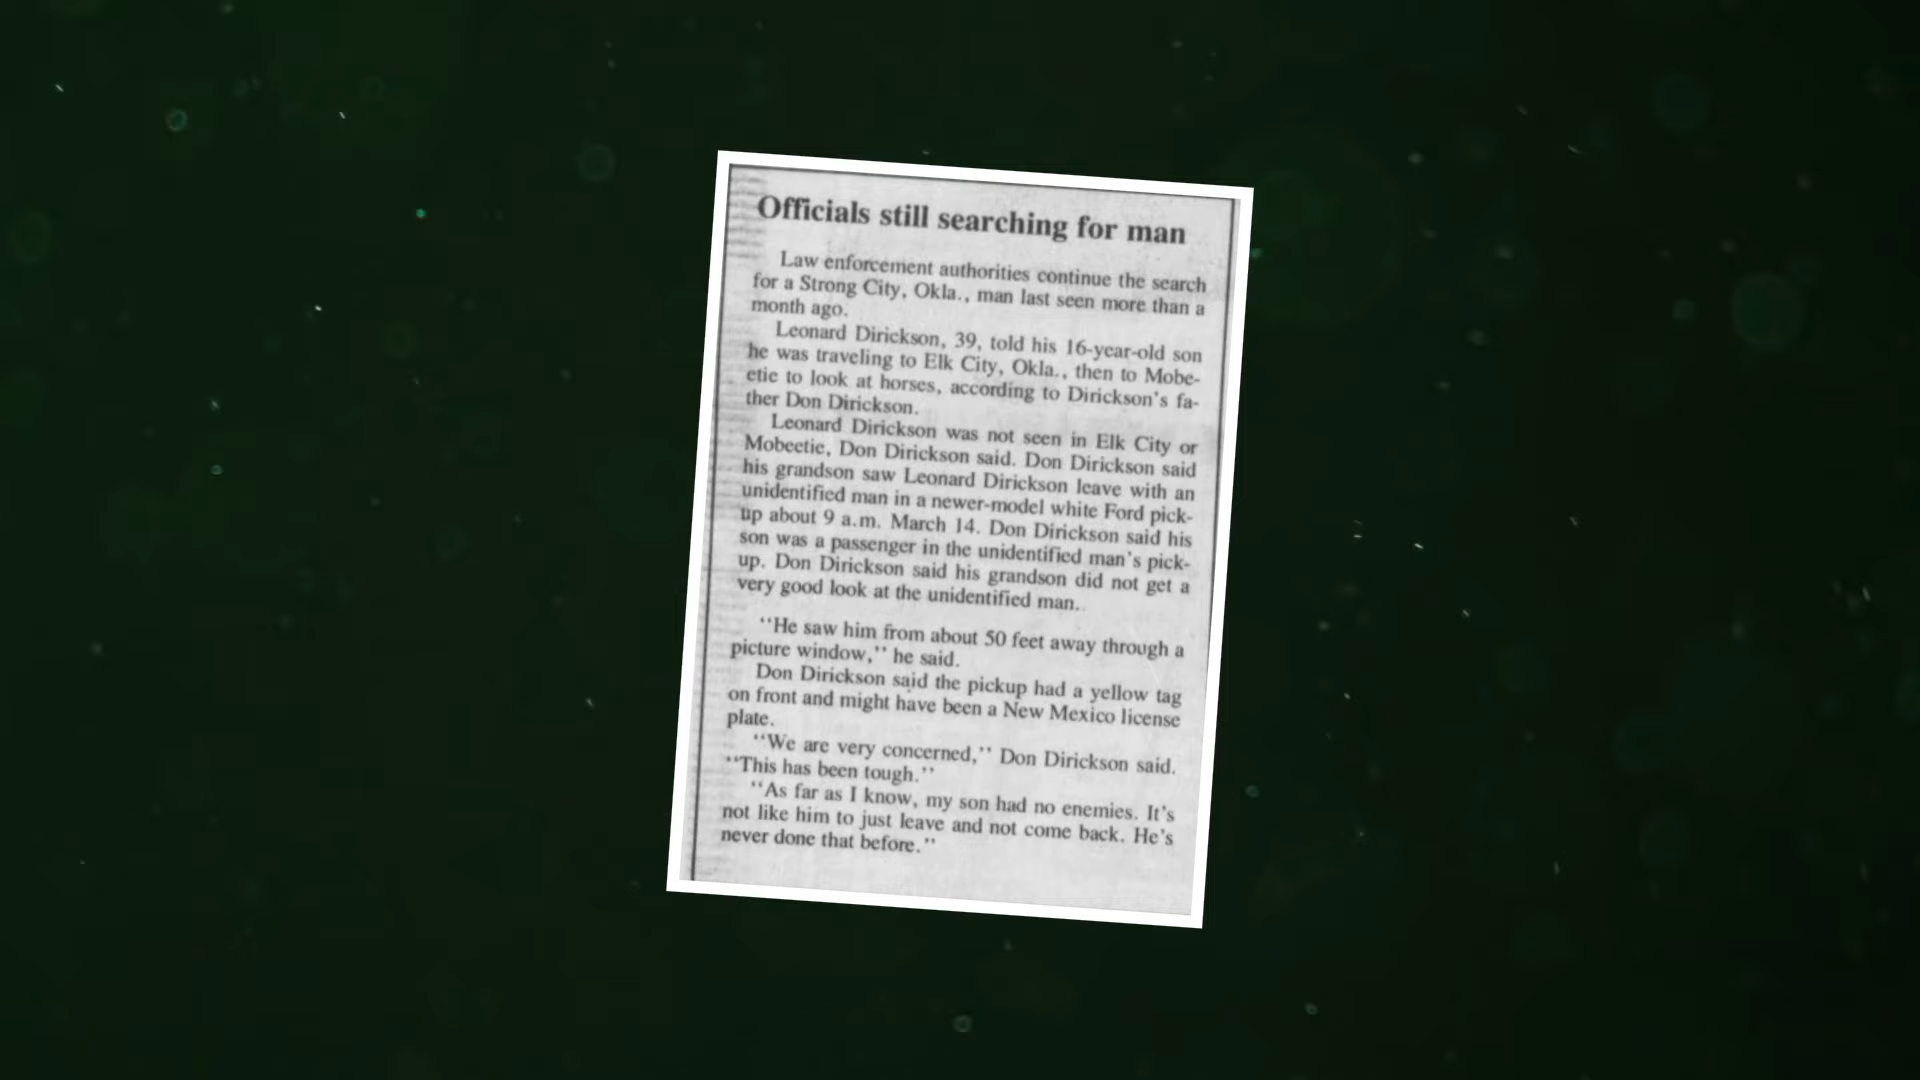 Officials still searching for man
Law enforcement authorities continue the search
for a Strong City, Okla., man last seen more than a
month ago.
Leonard Dirickson, 39, told his 16-year-old son
he was traveling to Elk City, Okla., then to Mobe-
etie to look at horses, according to Dirickson's fa-
ther Don Dirickson.
Leonard Dirickson was not seen in Elk City or
Mobeetie, Don Dirickson said. Don Dirickson said
his grandson saw Leonard Dirickson leave with an
unidentified man in a newer-model white Ford pick-
up about 9 a.m. March 14. Don Dirickson said his
son was a passenger in the unidentified man's pick-
up. Don Dirickson said his grandson did not get a
very good look at the unidentified man.
‘‘He saw him from about 50 feet away through a
picture window,’’ he said.
Don Dirickson said the pickup had a yellow tag
on front and might have been a New Mexico license
plate.
‘‘We are very concerned,’’ Don Dirickson said.
‘‘This has been tough.’’
‘‘As far as I know, my son had no enemies. It's
not like him to just leave and not come back. He's
never done that before.’’